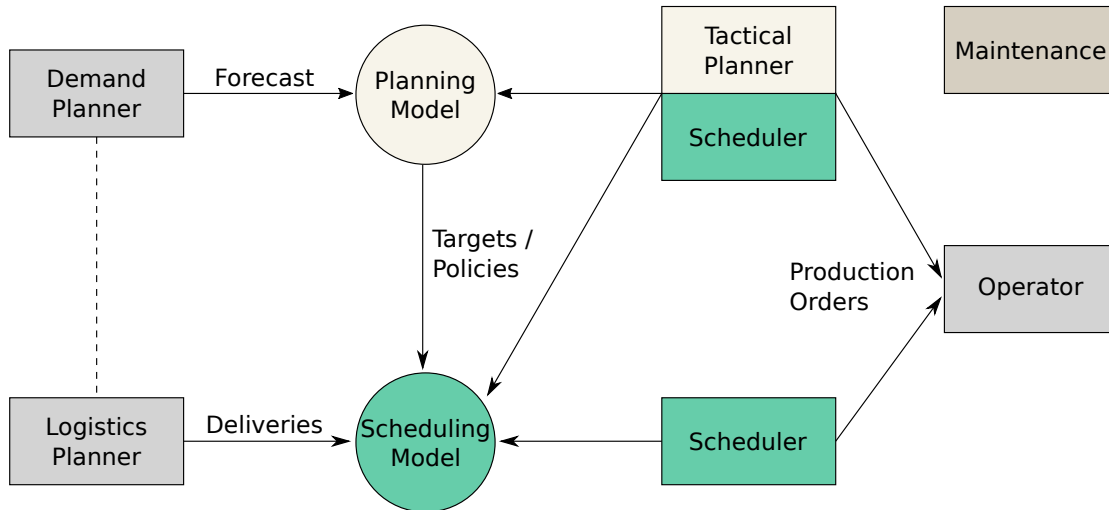 Demand
Planner
Forecast
Planning
Model
Tactical
Planner
Scheduler
Maintenance
Targets /
Policies
Production
Orders
Operator
Logistics
Planner
Deliveries
Scheduling
Model
Scheduler